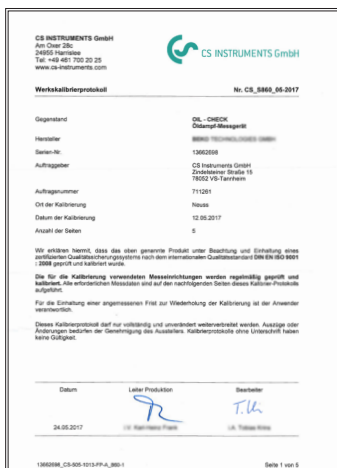 CS INSTRUMENTS GmbH
Am Oxer 28c
24955 Harrislee
Tel: +49 461 700 20 25
www.cs-instruments.com
CS INSTRUMENTS GmbH
Werkskalibrierprotokoll Nr. CS_S860_05-2017
Gegenstand OIL - CHECK
Öldampf-Messgerät
Hersteller
Serien-Nr. 13662698
Auftraggeber CS Instruments GmbH
Zindelsteiner Straße 15
78052 VS-Tannheim
Auftragsnummer 711261
Ort der Kalibrierung Neuss
Datum der Kalibrierung 12.05.2017
Anzahl der Seiten 5
Wir erklären hiermit, dass das oben genannte Produkt unter Beachtung und Einhaltung eines
zertifizierten Qualitätssicherungssystems nach dem internationalen Qualitätsstandard DIN EN ISO 9001
: 2008 geprüft und kalibriert wurde.
Die für die Kalibrierung verwendeten Messeinrichtungen werden regelmäßig geprüft und
kalibriert. Alle erforderlichen Messdaten sind auf den nachfolgenden Seiten dieses Kalibrier-Protokolls
aufgeführt.
Für die Einhaltung einer angemessenen Frist zur Wiederholung der Kalibrierung ist der Anwender
verantwortlich.
Dieses Kalibrierprotokoll darf nur vollständig und unverändert weiterverbreitet werden. Auszüge oder
Änderungen bedürfen der Genehmigung des Ausstellers. Kalibrierprotokolle ohne Unterschrift haben
keine Gültigkeit.
Datum Leiter Produktion Bearbeiter
24.05.2017
13662698_CS-505-1013-FP-A_860-1 Seite 1 von 5